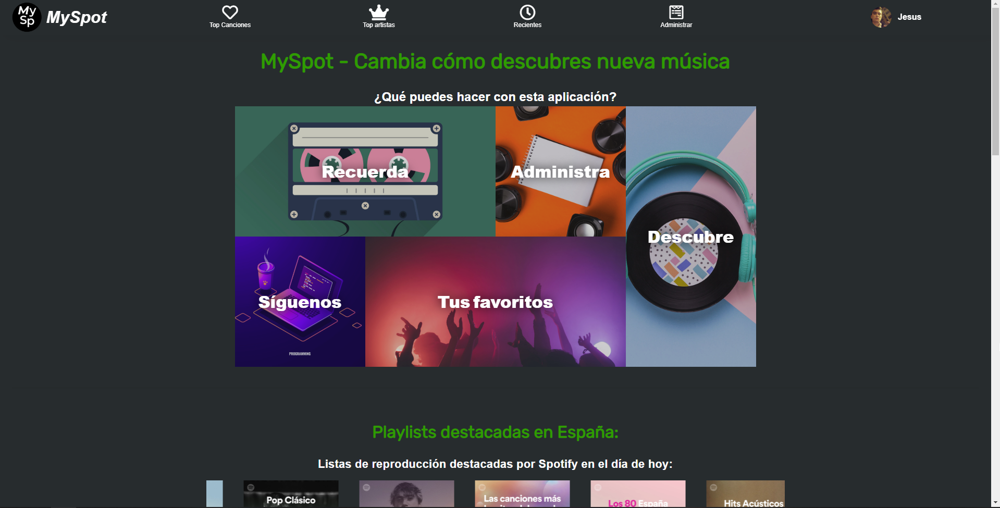 My
Sp
MySpot
Top Canciones
Top artistas
Recientes
Administrar
Jesus
MySpot - Cambia cómo descubres nueva música
¿Qué puedes hacer con esta aplicación?
Recuerda
Administra
Descubre
Síguenos
PROGRAMMING
Tus favoritos
Playlists destacadas en España:
Listas de reproducción destacadas por Spotify en el día de hoy:
Pop Clásico
Las canciones más
Los 80 España
Hits Acústicos